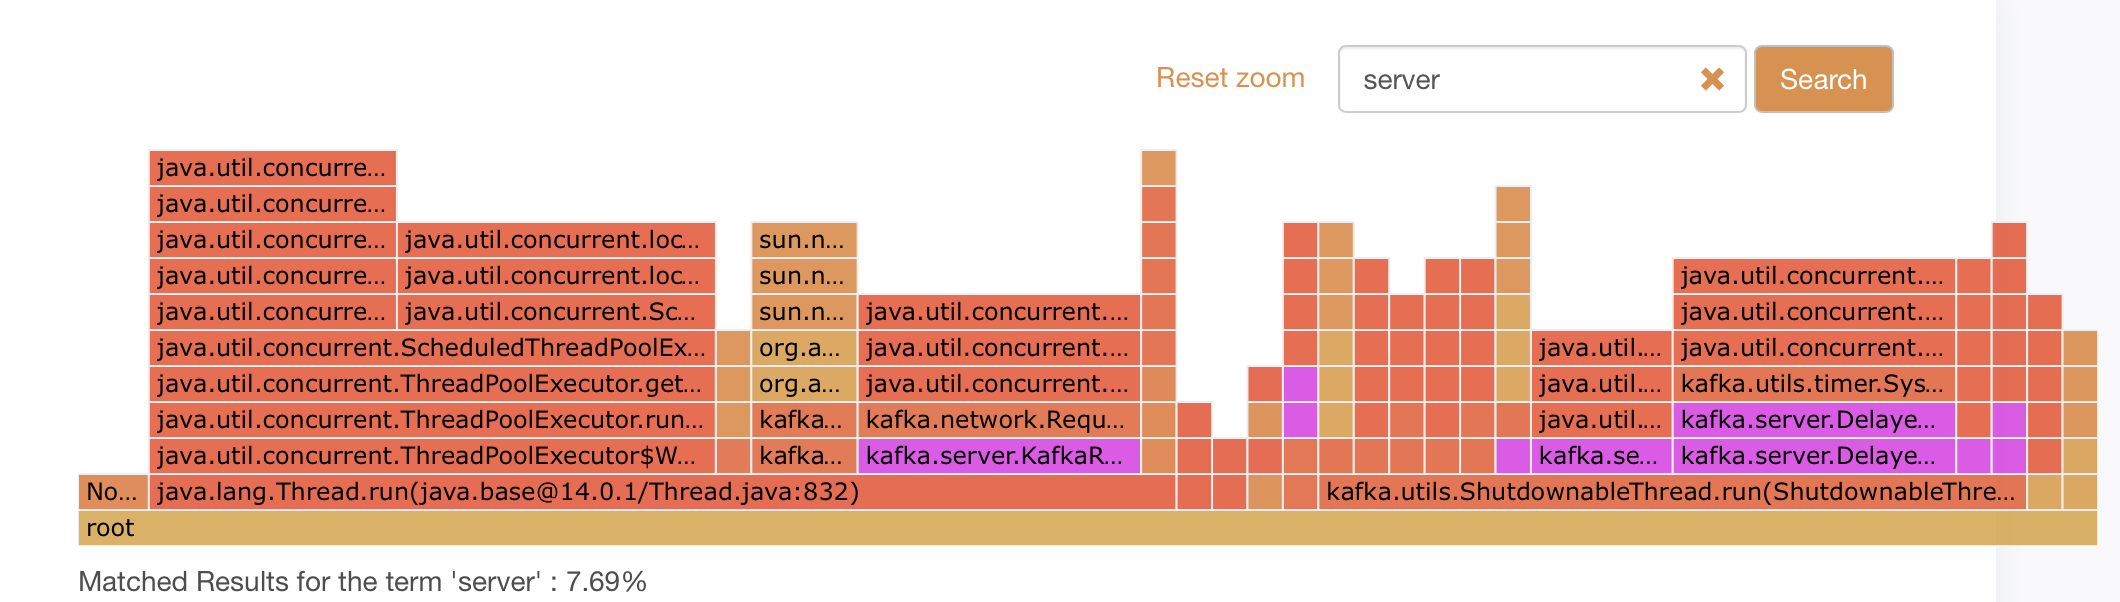 Reset zoom server ✖ Search
java.util.concurre...
java.util.concurre...
java.util.concurre... java.util.concurrent.loc... sun.n...
java.util.concurre... java.util.concurrent.loc... sun.n... java.util.concurrent....
java.util.concurre... java.util.concurrent.Sc... sun.n... java.util.concurrent.... java.util.concurrent....
java.util.concurrent.ScheduledThreadPoolEx... org.a... java.util.concurrent.... java.util.... java.util.concurrent....
java.util.concurrent.ThreadPoolExecutor.get... org.a... java.util.concurrent.... java.util.... kafka.utils.timer.Sys...
java.util.concurrent.ThreadPoolExecutor.run... kafka... kafka.network.Requ... java.util.... kafka.server.Delaye...
java.util.concurrent.ThreadPoolExecutor$W... kafka... kafka.server.KafkaR... kafka.se... kafka.server.Delaye...
No... java.lang.Thread.run(java.base@14.0.1/Thread.java:832) kafka.utils.ShutdownableThread.run(ShutdownableThre...
root
Matched Results for the term 'server' : 7.69%